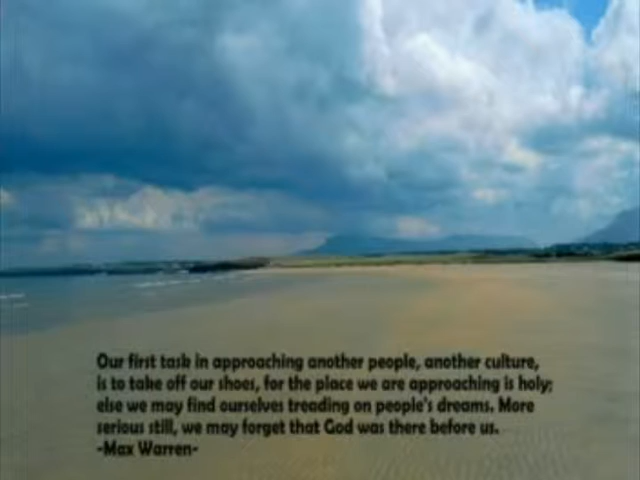 Our first task in approaching another people, another culture,
is to take off our shoes, for the place we are approaching is holy;
else we may find ourselves treading on people's dreams. More
serious still, we may forget that God was there before us.
-Max Warren-